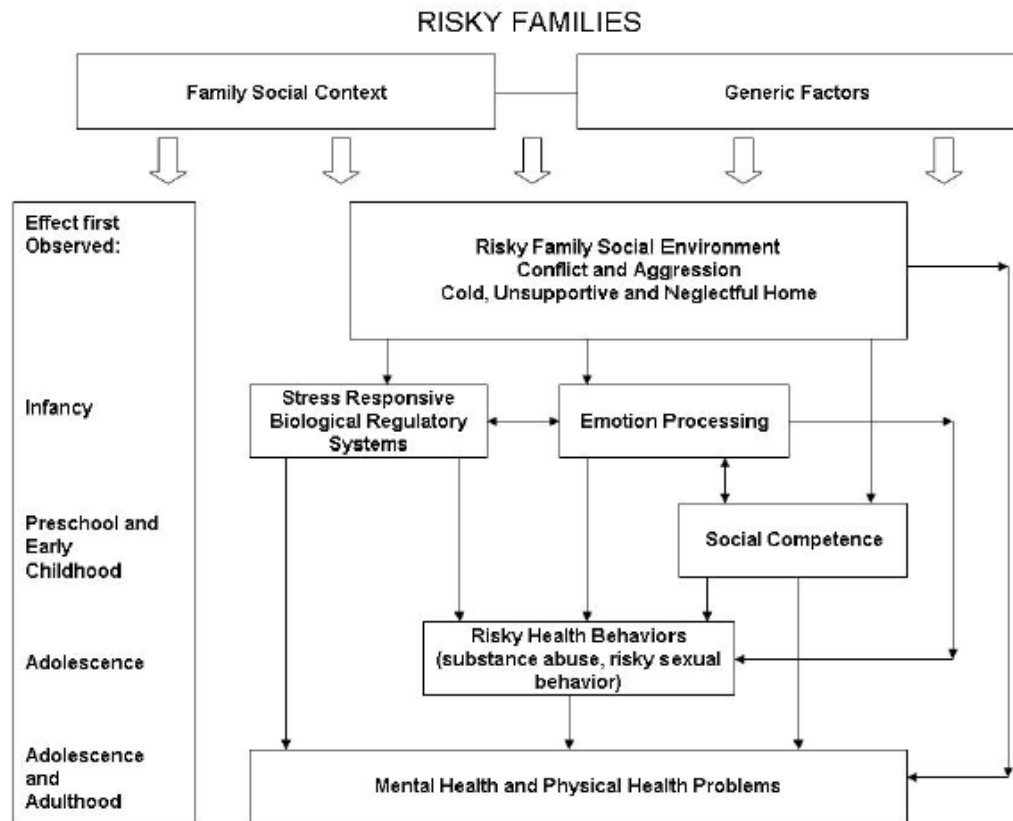 RISKY FAMILIES
Family Social Context
Generic Factors
Effect first
Observed:
Risky Family Social Environment
Conflict and Aggression
Cold, Unsupportive and Neglectful Home
Infancy
Stress Responsive
Biological Regulatory
Systems
Emotion Processing
Preschool and
Early
Childhood
Social Competence
Adolescence
Risky Health Behaviors
(substance abuse, risky sexual
behavior)
Adolescence
and
Adulthood
Mental Health and Physical Health Problems